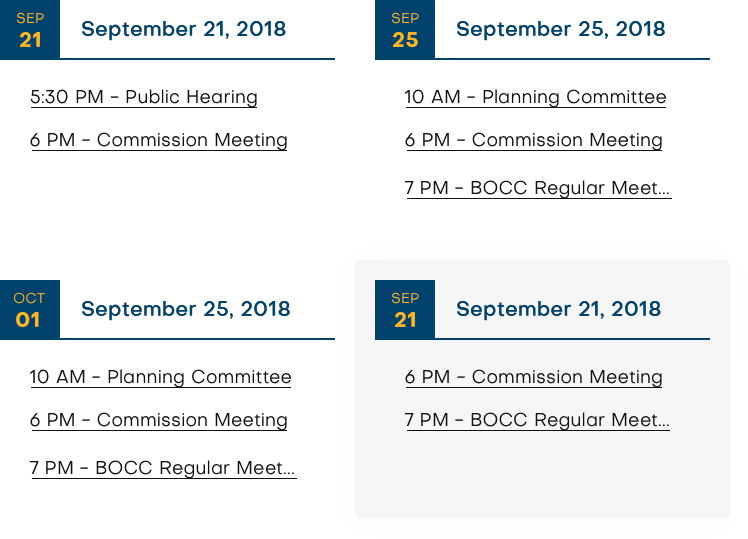 SEP
21
September 21, 2018
5:30 PM - Public Hearing
6 PM - Commission Meeting
SEP
25
September 25, 2018
10 AM - Planning Committee
6 PM - Commission Meeting
7 PM - BOCC Regular Meet...
OCT
01
September 25, 2018
10 AM - Planning Committee
6 PM - Commission Meeting
7 PM - BOCC Regular Meet...
SEP
21
September 21, 2018
6 PM - Commission Meeting
7 PM - BOCC Regular Meet...